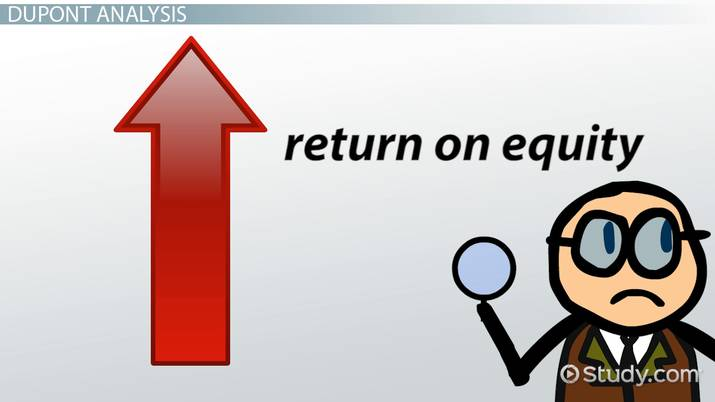 DUPONT ANALYSIS
return on equity
Study.com